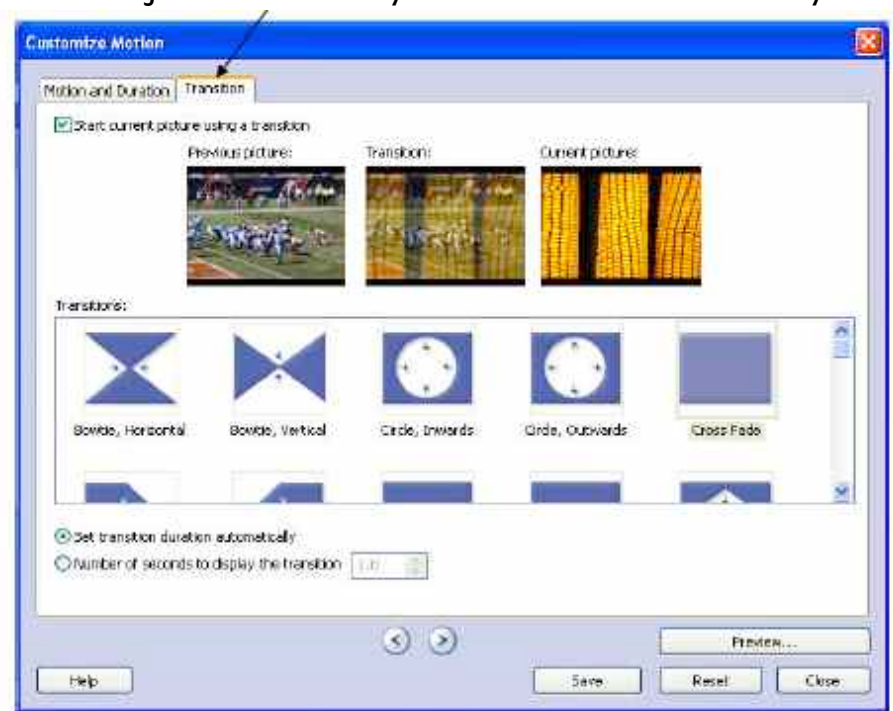 Customize Motion
Motion and Duration Transition
Start current picture using a transition
Previous picture: Transition: Current picture:
Transitions:
Bowtie, Horizontal Bowtie, Vertical Circle, Inwards Circle, Outwards Cross Fade
Set transition duration automatically
Number of seconds to display the transition
Preview...
Help Save Reset Close